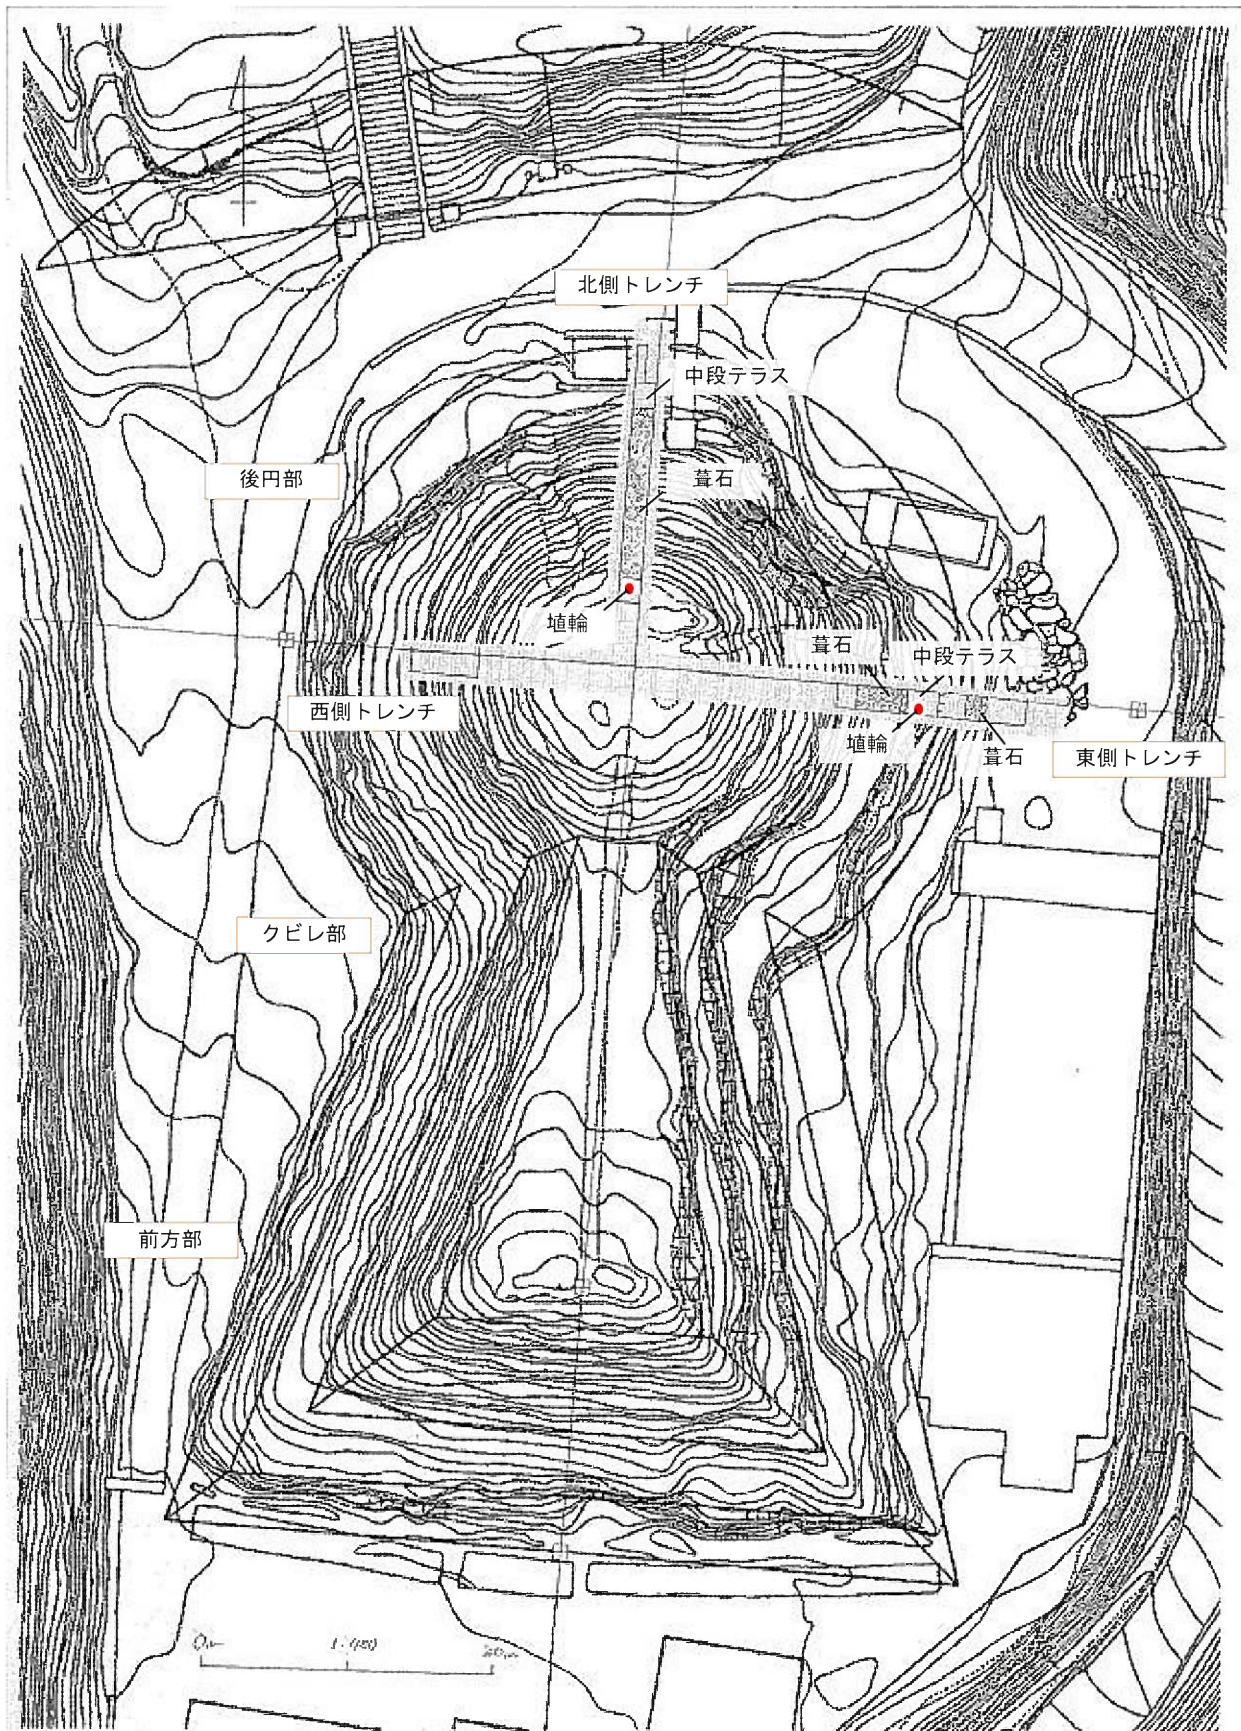 北側トレンチ
中段テラス
後円部
葺石
埴輪
葺石
中段テラス
西側トレンチ
埴輪
葺石
東側トレンチ
クビレ部
前方部
0m